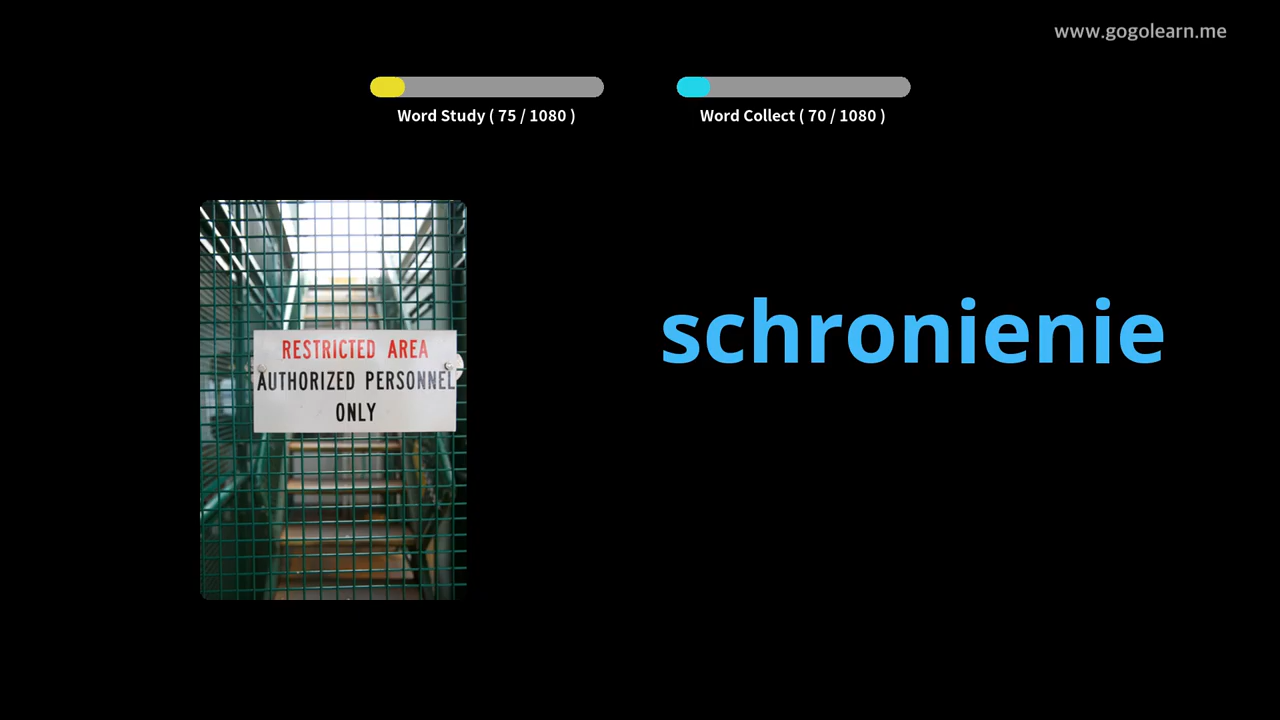 www.gogolearn.me
Word Study ( 75 / 1080 )
Word Collect ( 70 / 1080 )
RESTRICTED AREA
AUTHORIZED PERSONNEL
ONLY
schronienie